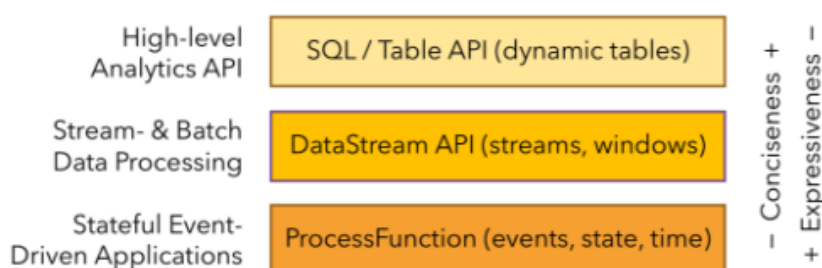 High-level
Analytics API
SQL / Table API (dynamic tables)
Stream- & Batch
Data Processing
DataStream API (streams, windows)
Stateful Event-
Driven Applications
ProcessFunction (events, state, time)
− Conciseness +
+ Expressiveness −